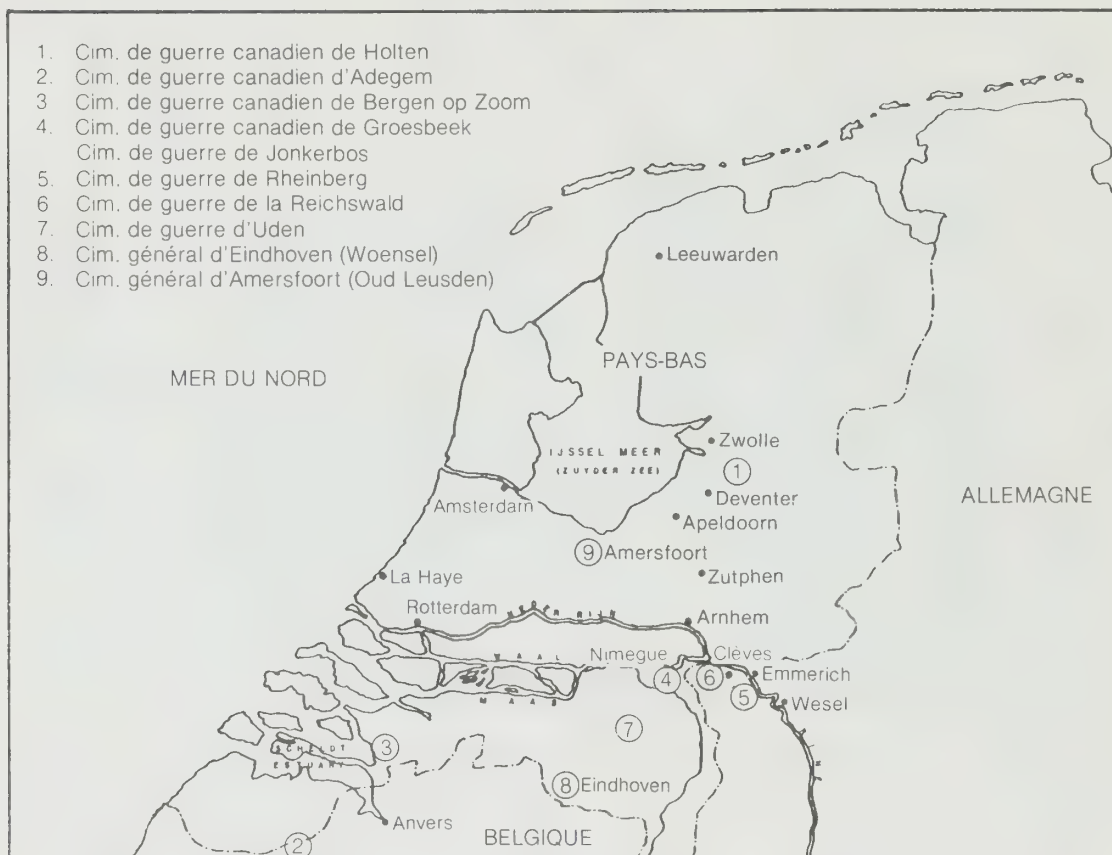 1. Cim. de guerre canadien de Holten
2. Cim. de guerre canadien d'Adegem
3 Cim. de guerre canadien de Bergen op Zoom
4. Cim. de guerre canadien de Groesbeek
Cim. de guerre de Jonkerbos
5. Cim. de guerre de Rheinberg
6 Cim. de guerre de la Reichswald
7. Cim. de guerre d'Uden
8. Cim. général d'Eindhoven (Woensel)
9. Cim. général d'Amersfoort (Oud Leusden)
Leeuwarden
PAYS-BAS
MER DU NORD
Zwolle
IJSSEL MEER
(ZUYDER ZEE)
1
Deventer
ALLEMAGNE
Amsterdam
Apeldoorn
9 Amersfoort
La Haye
Zutphen
Rotterdam
NEDER RIJN
Arnhem
WAAL
Nimegue
Clèves
4
6
Emmerich
5
MAAS
Wesel
7
3
SCHELDT
ESTUARY
8 Eindhoven
Anvers
2
BELGIQUE